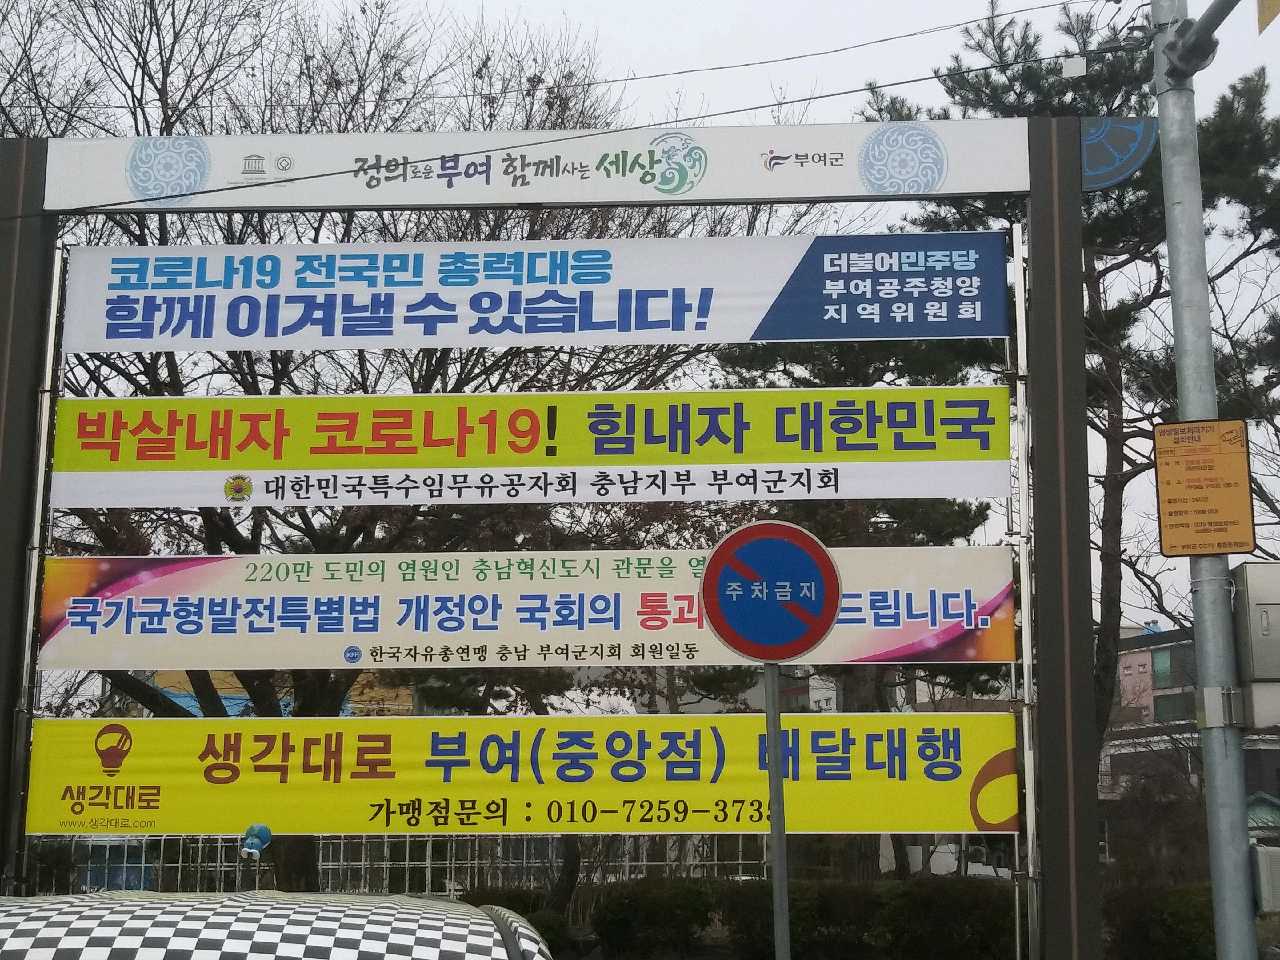 정의로운 부여 함께사는 세상
부여군
코로나19 전국민 총력대응
함께 이겨낼 수 있습니다!
더불어민주당
부여공주청양
지역위원회
박살내자 코로나19! 힘내자 대한민국
대한민국특수임무유공자회 충남지부 부여군지회
220만 도민의 염원인 충남혁신도시 관문을
국가균형발전특별법 개정안 국회의 통과 드립니다.
한국자유총연맹 충남 부여군지회 회원일동
주차금지
생각대로
www.생각대로.com
생각대로 부여(중앙점) 배달대행
가맹점문의 : 010-7259-3735